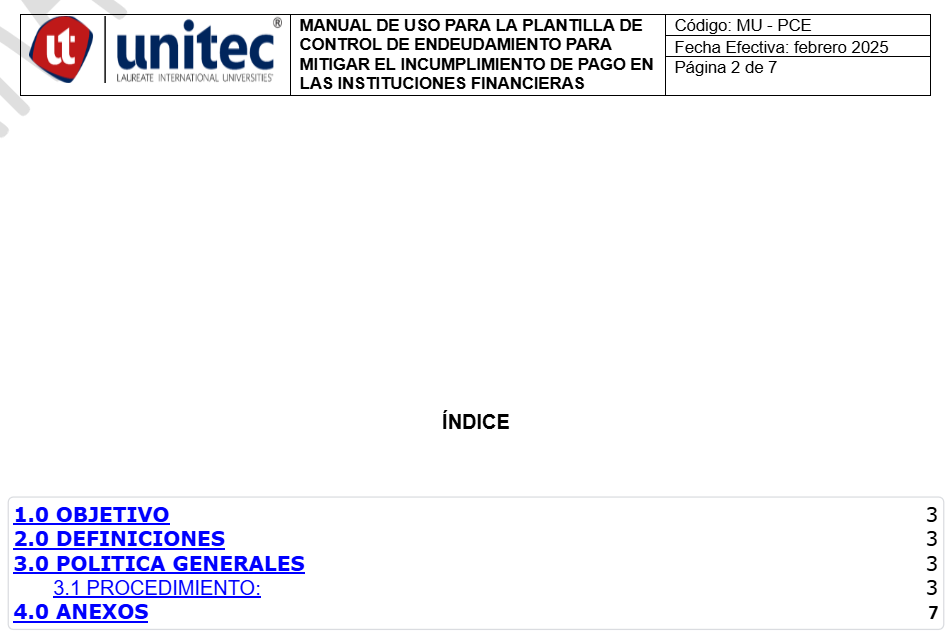 ut unitec®
LAUREATE INTERNATIONAL UNIVERSITIES
MANUAL DE USO PARA LA PLANTILLA DE
CONTROL DE ENDEUDAMIENTO PARA
MITIGAR EL INCUMPLIMIENTO DE PAGO EN
LAS INSTITUCIONES FINANCIERAS
Código: MU - PCE
Fecha Efectiva: febrero 2025
Página 2 de 7
ÍNDICE
1.0 OBJETIVO 3
2.0 DEFINICIONES 3
3.0 POLITICA GENERALES 3
3.1 PROCEDIMIENTO: 3
4.0 ANEXOS 7